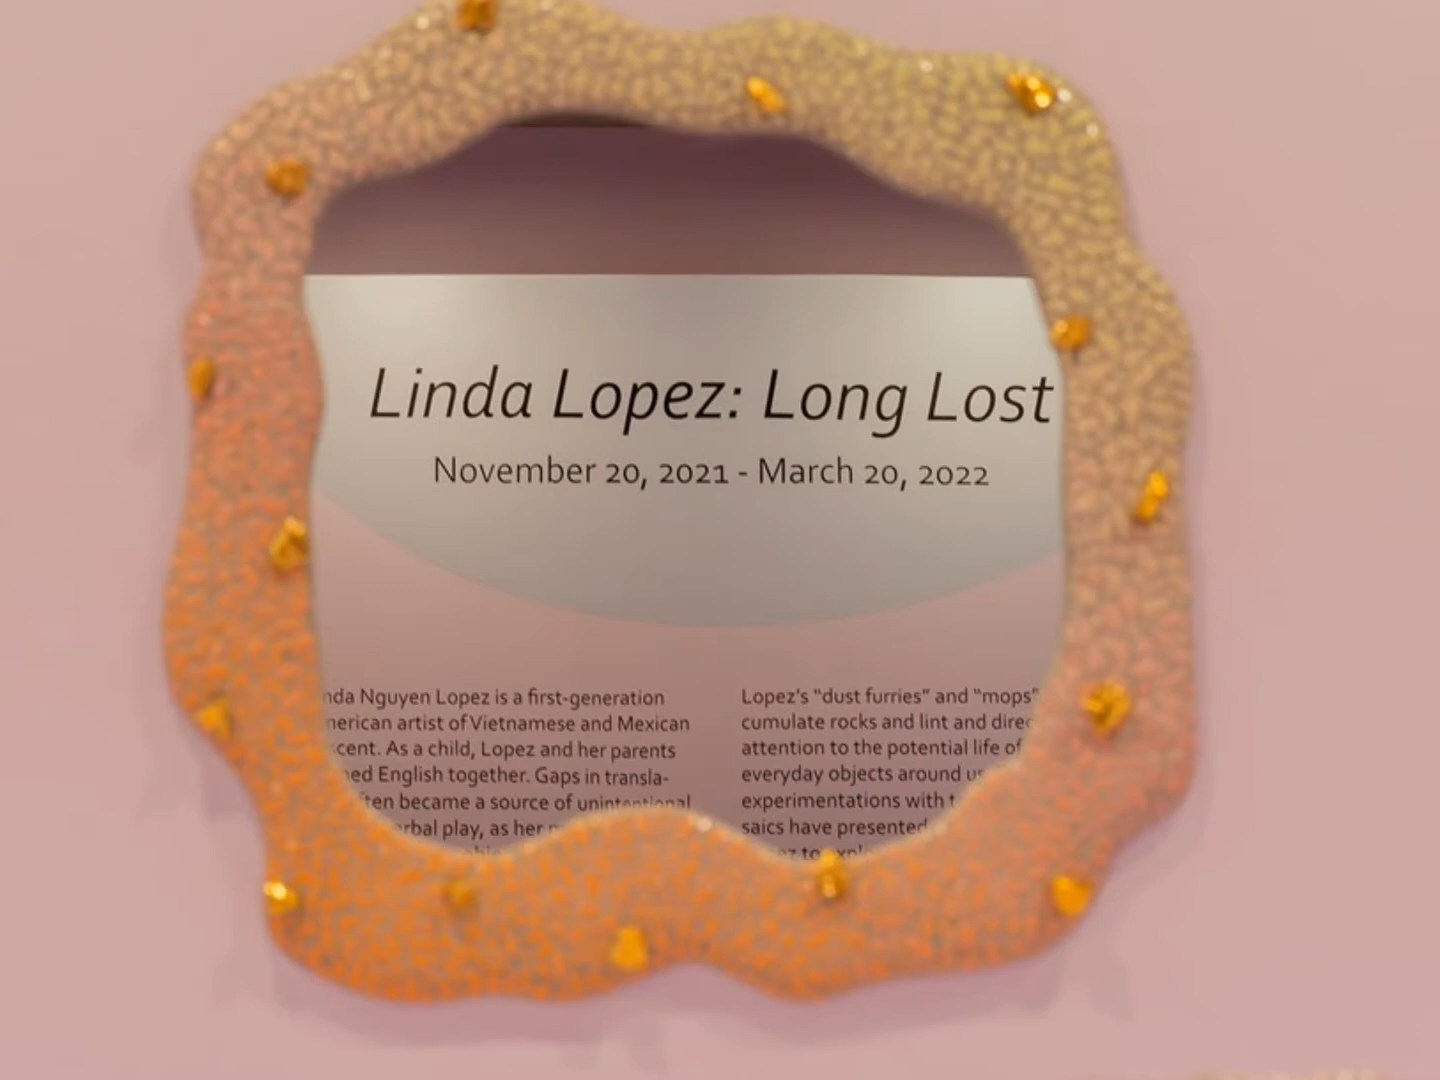 Linda Lopez: Long Lost
November 20, 2021 - March 20, 2022
nda Nguyen Lopez is a first-generation
nerican artist of Vietnamese and Mexican
cent. As a child, Lopez and her parents
ned English together. Gaps in transla-
ten became a source of unintentional
erbal play, as her
Lopez's “dust furries” and “mops”
cumulate rocks and lint and direc
attention to the potential life of
everyday objects around us
experimentations with t
saics have presented